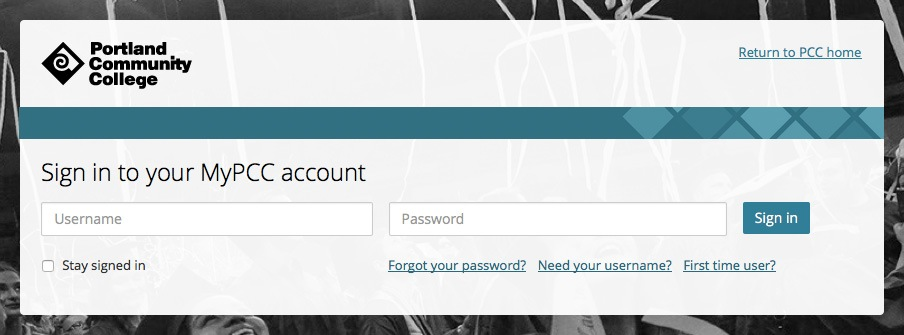 Portland
Community
College
Return to PCC home
Sign in to your MyPCC account
Username
Password
Sign in
Stay signed in
Forgot your password? Need your username? First time user?